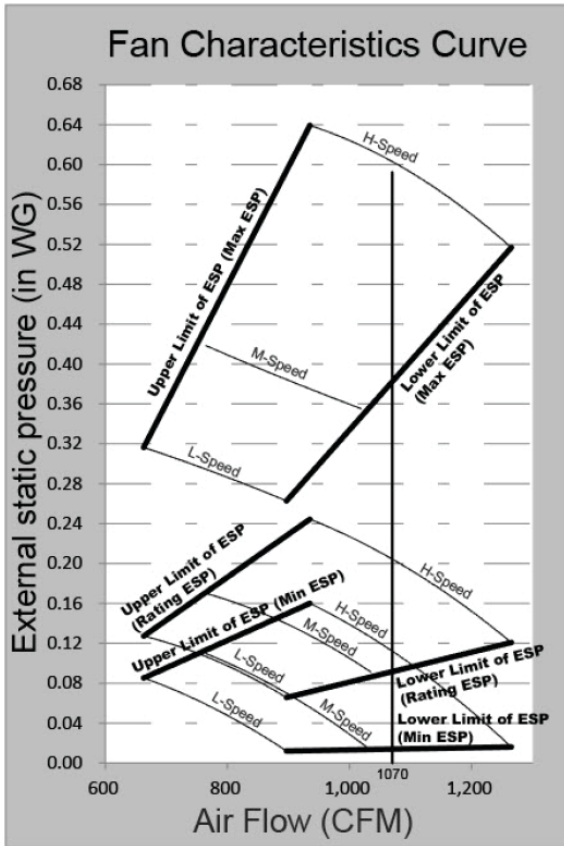 Fan Characteristics Curve
External static pressure (in WG)
0.68
0.64
0.60
0.56
0.52
0.48
0.44
0.40
0.36
0.32
0.28
0.24
0.20
0.16
0.12
0.08
0.04
0.00
H-Speed
Upper Limit of ESP (Max ESP)
M-Speed
Lower Limit of ESP
(Max ESP)
L-Speed
Upper Limit of ESP
(Rating ESP)
H-Speed
Upper Limit of ESP (Min ESP)
H-Speed
M-Speed
L-Speed
Lower Limit of ESP
(Rating ESP)
L-Speed
M-Speed
Lower Limit of ESP
(Min ESP)
600
800
1,000
1070
1,200
Air Flow (CFM)